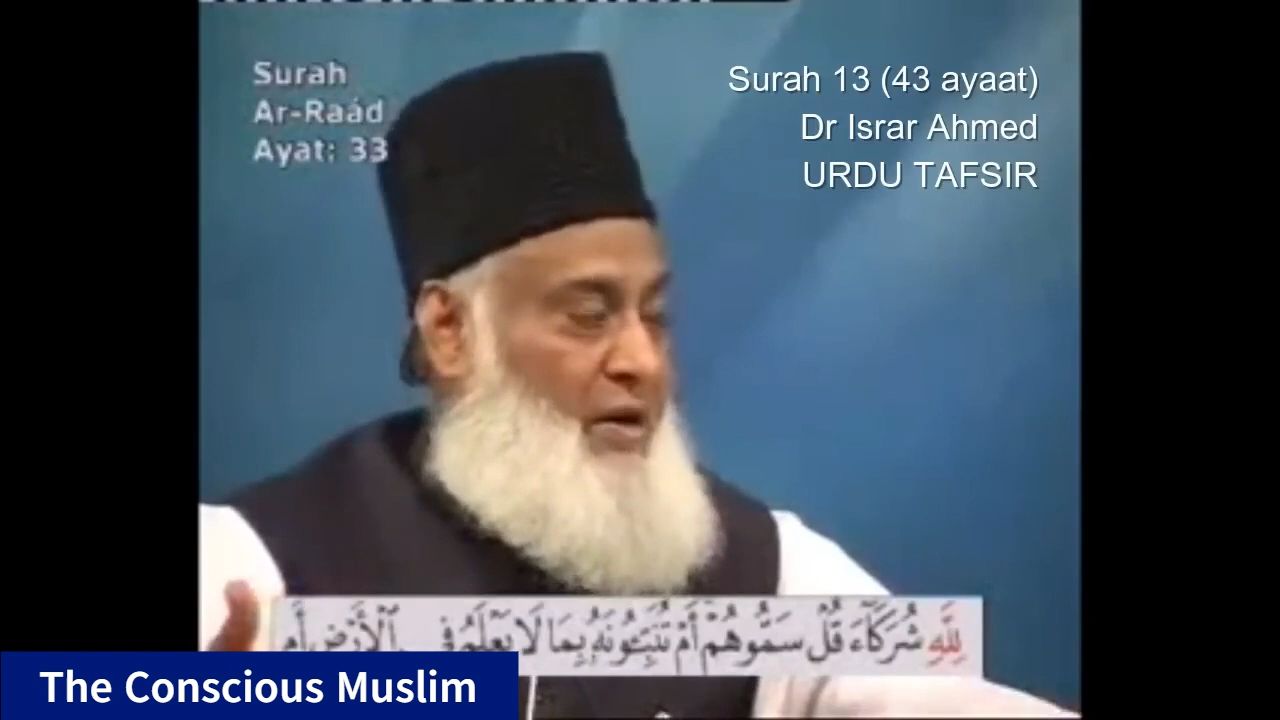 Surah
Ar-Raád
Ayat: 33
Surah 13 (43 ayaat)
Dr Israr Ahmed
URDU TAFSIR
لِلَّهِ شُرَكَآءَ قُلْ سَمُّوهُمْ أَمْ تُنَبِّـُٔونَهُۥ بِمَا لَا يَعْلَمُ فِى ٱلْأَرْضِ أَم
The Conscious Muslim